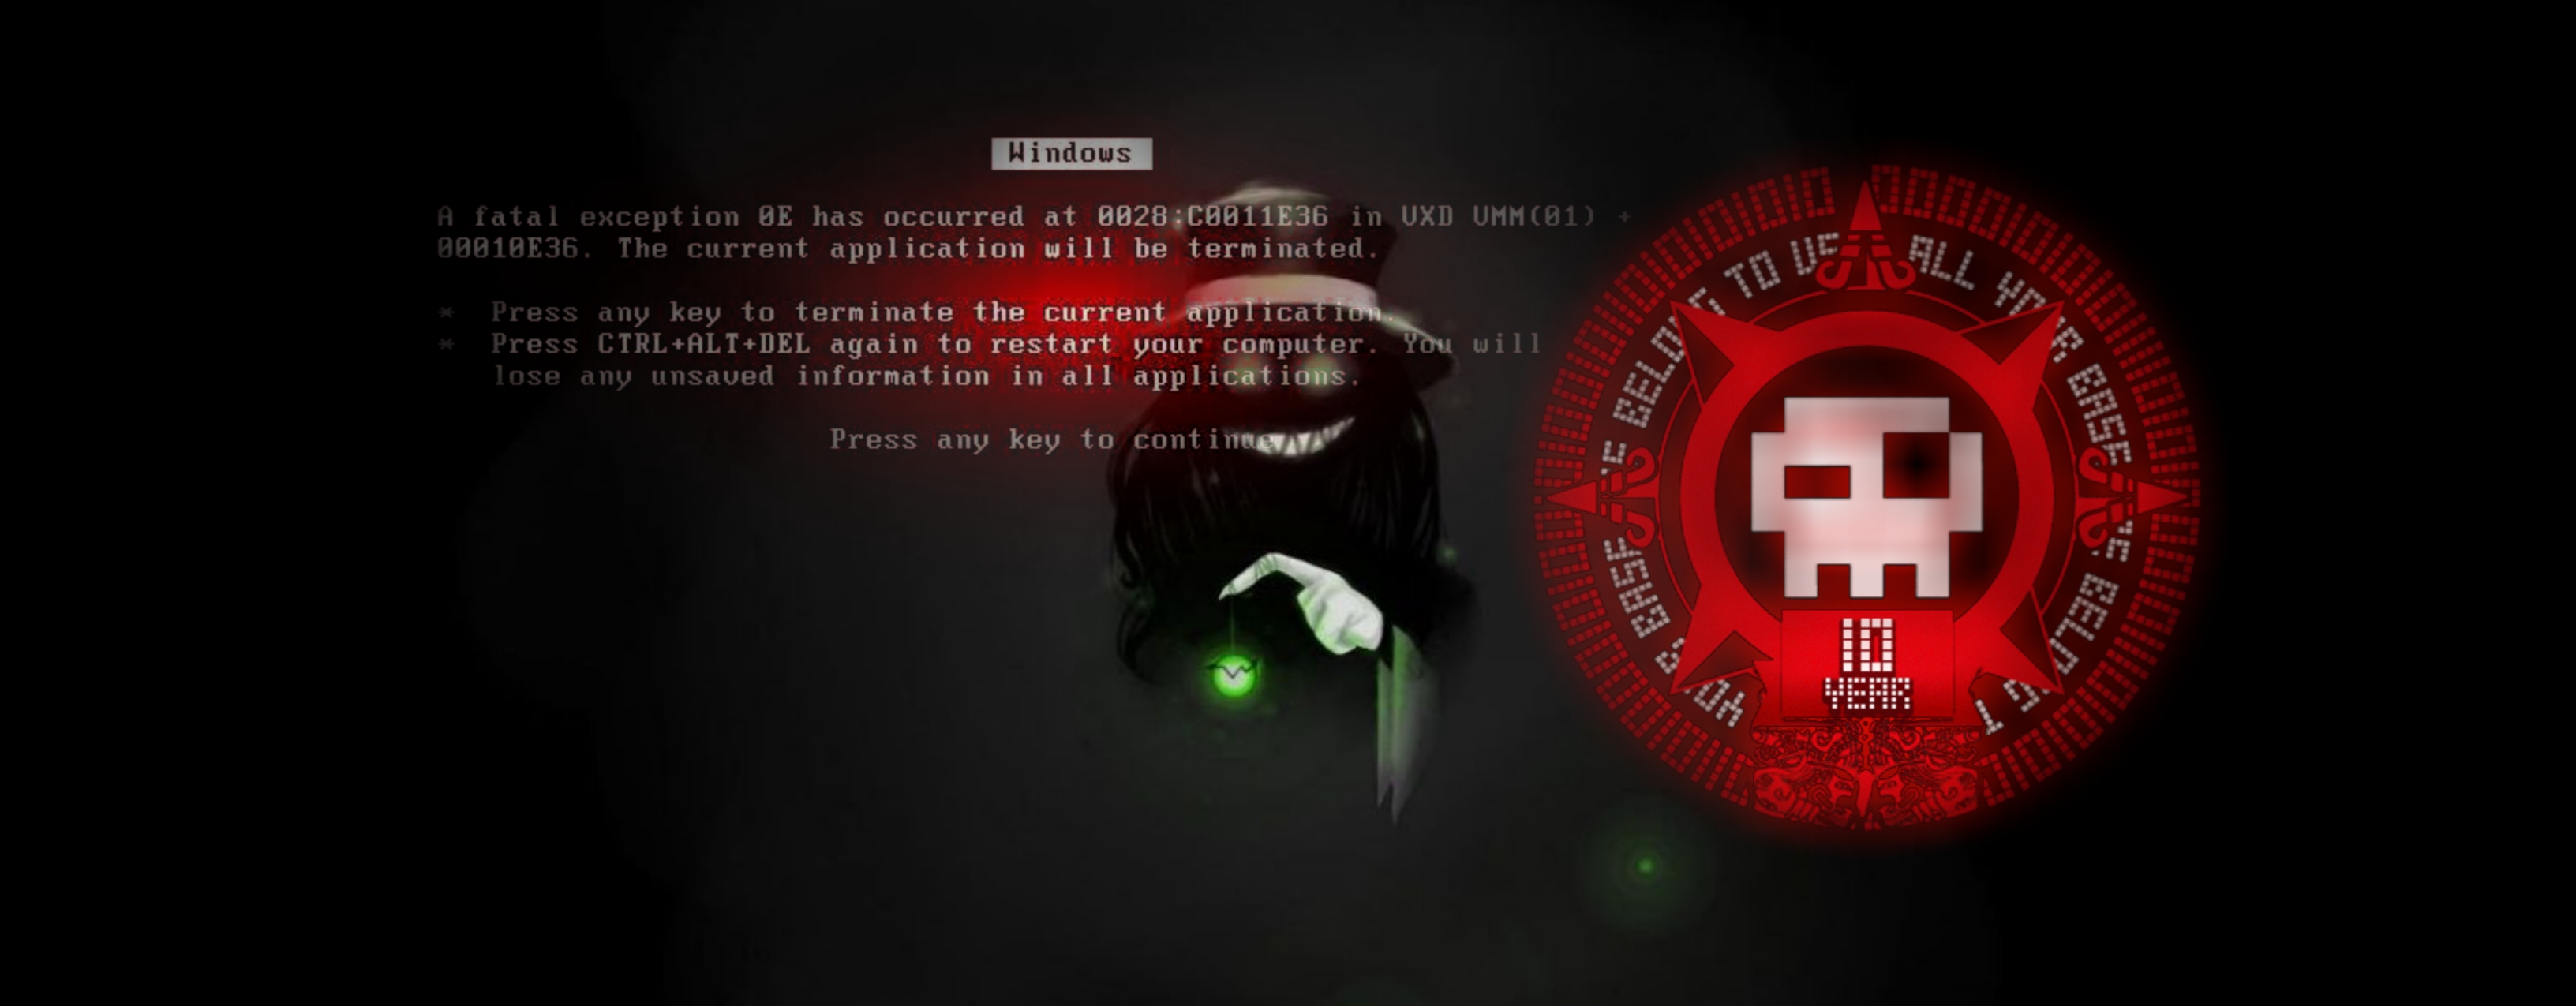 Windows
A fatal exception 0E has occurred at 0028:C0011E36 in VXD VMM(01) +
00010E36. The current application will be terminated.
* Press any key to terminate the current application.
* Press CTRL+ALT+DEL again to restart your computer. You will
lose any unsaved information in all applications.
Press any key to continue
ALL YOUR BASE
BELONG TO US
10
YEAR